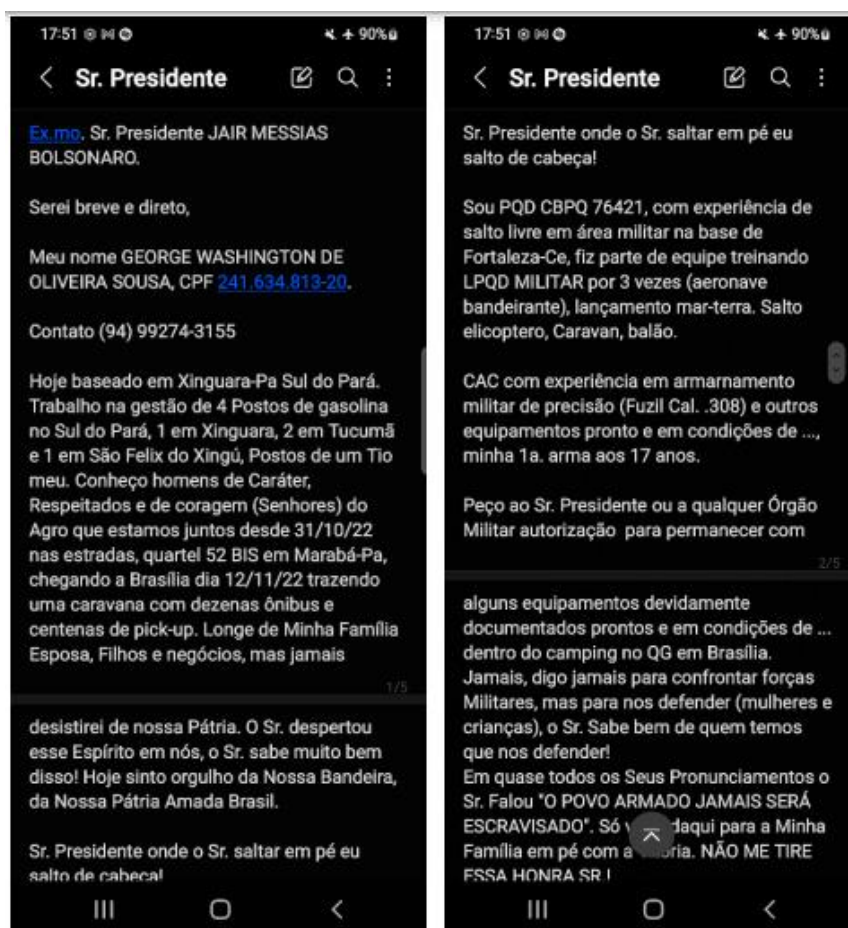 17:51
90%
Sr. Presidente
Ex.mo. Sr. Presidente JAIR MESSIAS
BOLSONARO.
Serei breve e direto,
Meu nome GEORGE WASHINGTON DE
OLIVEIRA SOUSA, CPF 241.634.813-20.
Contato (94) 99274-3155
Hoje baseado em Xinguara-Pa Sul do Pará.
Trabalho na gestão de 4 Postos de gasolina
no Sul do Pará, 1 em Xinguara, 2 em Tucumã
e 1 em São Felix do Xingú, Postos de um Tio
meu. Conheço homens de Caráter,
Respeitados e de coragem (Senhores) do
Agro que estamos juntos desde 31/10/22
nas estradas, quartel 52 BIS em Marabá-Pa,
chegando a Brasília dia 12/11/22 trazendo
uma caravana com dezenas ônibus e
centenas de pick-up. Longe de Minha Família
Esposa, Filhos e negócios, mas jamais
1/5
desistirei de nossa Pátria. O Sr. despertou
esse Espírito em nós, o Sr. sabe muito bem
disso! Hoje sinto orgulho da Nossa Bandeira,
da Nossa Pátria Amada Brasil.
Sr. Presidente onde o Sr. saltar em pé eu
salto de cabeça!
17:51
90%
Sr. Presidente
Sr. Presidente onde o Sr. saltar em pé eu
salto de cabeça!
Sou PQD CBPQ 76421, com experiência de
salto livre em área militar na base de
Fortaleza-Ce, fiz parte de equipe treinando
LPQD MILITAR por 3 vezes (aeronave
bandeirante), lançamento mar-terra. Salto
elicoptero, Caravan, balão.
CAC com experiência em armarnamento
militar de precisão (Fuzil Cal. .308) e outros
equipamentos pronto e em condições de ...,
minha 1a. arma aos 17 anos.
Peço ao Sr. Presidente ou a qualquer Órgão
Militar autorização para permanecer com
2/5
alguns equipamentos devidamente
documentados prontos e em condições de ...
dentro do camping no QG em Brasília.
Jamais, digo jamais para confrontar forças
Militares, mas para nos defender (mulheres e
crianças), o Sr. Sabe bem de quem temos
que nos defender!
Em quase todos os Seus Pronunciamentos o
Sr. Falou "O POVO ARMADO JAMAIS SERÁ
ESCRAVISADO". Só daqui para a Minha
Família em pé com a NÃO ME TIRE
ESSA HONRA SR.!